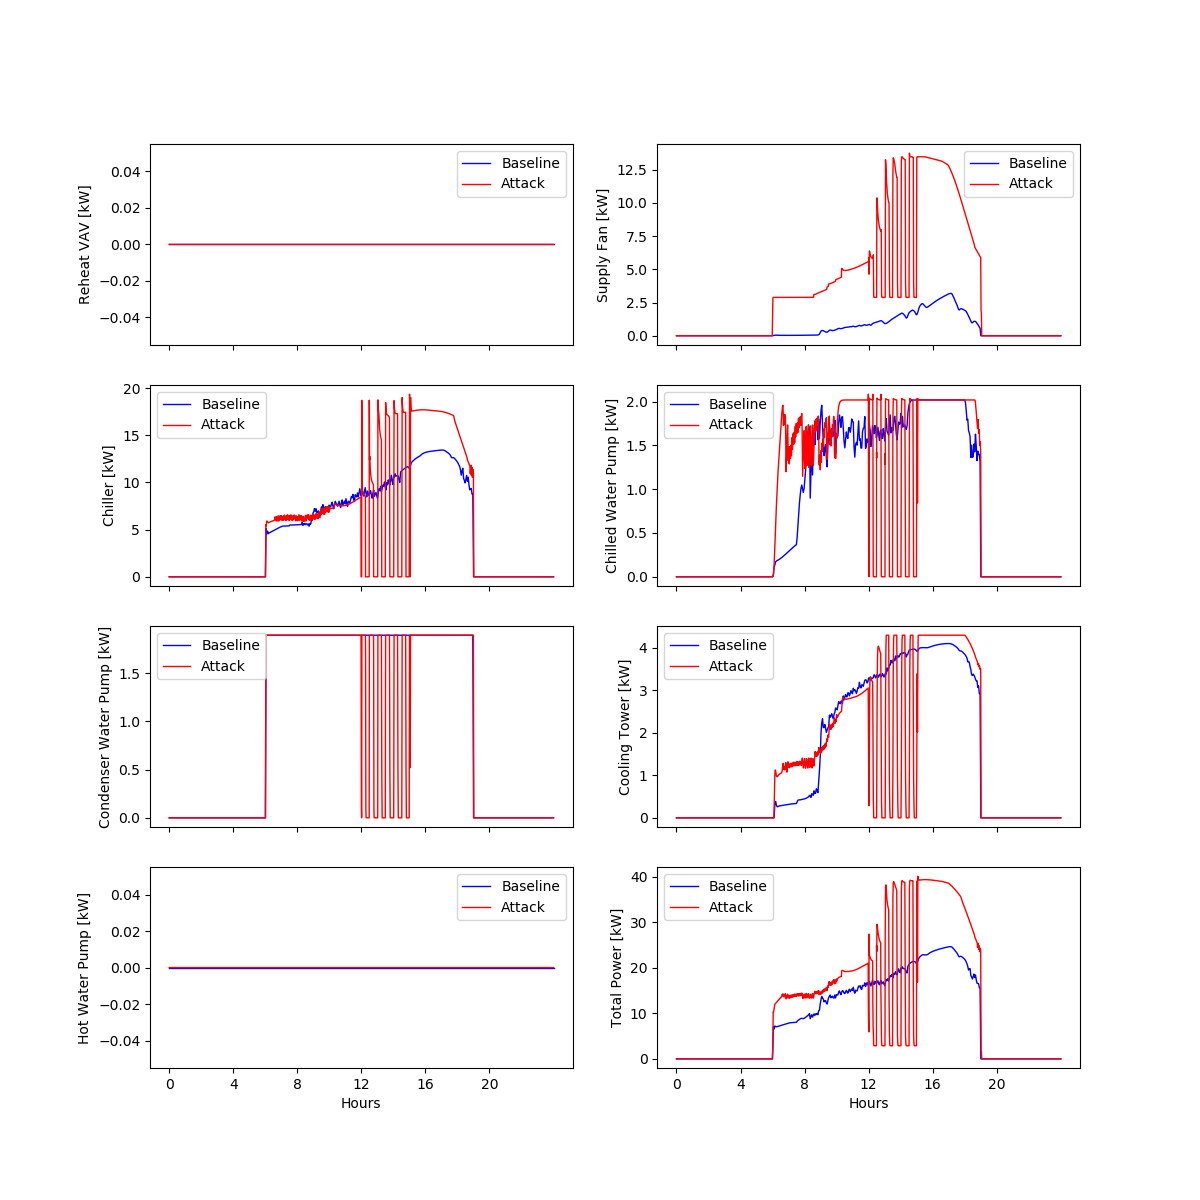 Reheat VAV [kW]
0.04
0.02
0.00
−0.02
−0.04
Baseline
Attack
Supply Fan [kW]
12.5
10.0
7.5
5.0
2.5
0.0
Baseline
Attack
Chiller [kW]
20
15
10
5
0
Baseline
Attack
Chilled Water Pump [kW]
2.0
1.5
1.0
0.5
0.0
Baseline
Attack
Condenser Water Pump [kW]
1.5
1.0
0.5
0.0
Baseline
Attack
Cooling Tower [kW]
4
3
2
1
0
Baseline
Attack
Hot Water Pump [kW]
0.04
0.02
0.00
−0.02
−0.04
Baseline
Attack
0 4 8 12 16 20
Hours
Total Power [kW]
40
30
20
10
0
Baseline
Attack
0 4 8 12 16 20
Hours